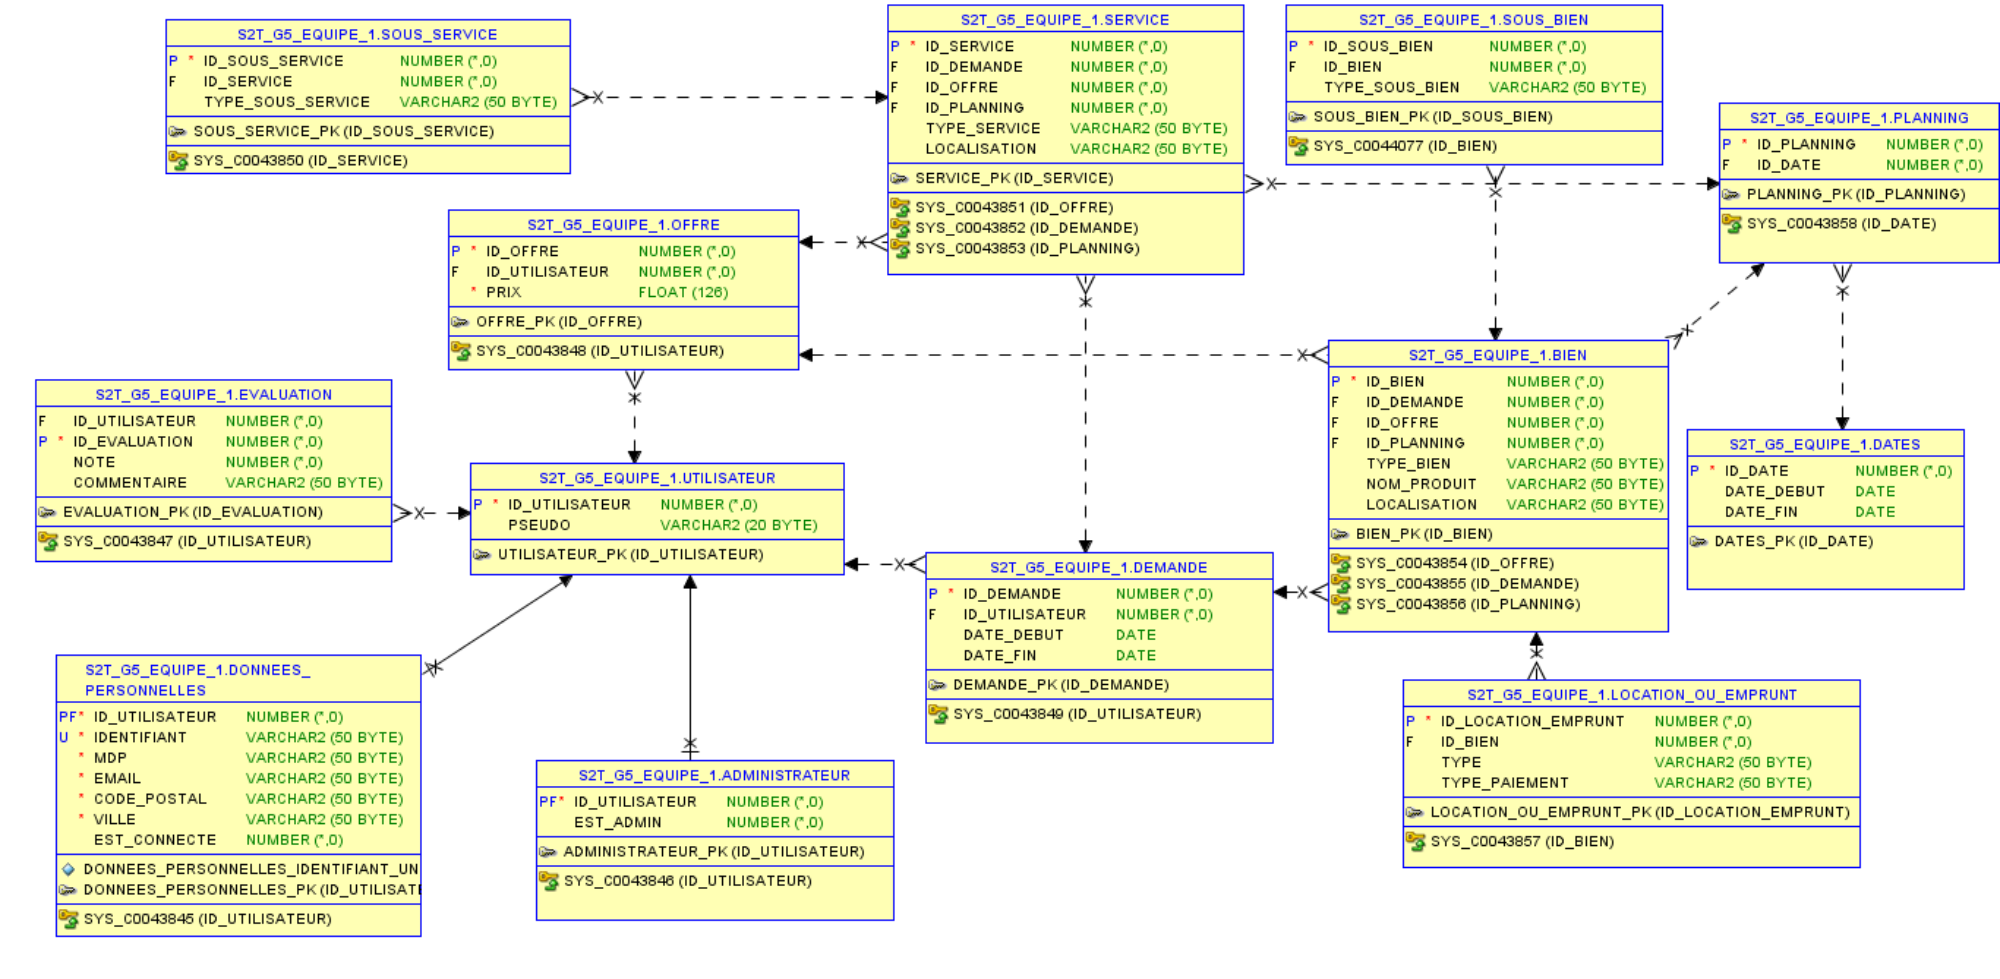 S2T_G5_EQUIPE_1.SOUS_SERVICE
P * ID_SOUS_SERVICE NUMBER (*,0)
F ID_SERVICE NUMBER (*,0)
TYPE_SOUS_SERVICE VARCHAR2 (50 BYTE)
SOUS_SERVICE_PK (ID_SOUS_SERVICE)
SYS_C0043850 (ID_SERVICE)
S2T_G5_EQUIPE_1.SERVICE
P * ID_SERVICE NUMBER (*,0)
F ID_DEMANDE NUMBER (*,0)
F ID_OFFRE NUMBER (*,0)
F ID_PLANNING NUMBER (*,0)
TYPE_SERVICE VARCHAR2 (50 BYTE)
LOCALISATION VARCHAR2 (50 BYTE)
SERVICE_PK (ID_SERVICE)
SYS_C0043851 (ID_OFFRE)
SYS_C0043852 (ID_DEMANDE)
SYS_C0043853 (ID_PLANNING)
S2T_G5_EQUIPE_1.SOUS_BIEN
P * ID_SOUS_BIEN NUMBER (*,0)
F ID_BIEN NUMBER (*,0)
TYPE_SOUS_BIEN VARCHAR2 (50 BYTE)
SOUS_BIEN_PK (ID_SOUS_BIEN)
SYS_C0044077 (ID_BIEN)
S2T_G5_EQUIPE_1.PLANNING
P * ID_PLANNING NUMBER (*,0)
F ID_DATE NUMBER (*,0)
PLANNING_PK (ID_PLANNING)
SYS_C0043858 (ID_DATE)
S2T_G5_EQUIPE_1.OFFRE
P * ID_OFFRE NUMBER (*,0)
F ID_UTILISATEUR NUMBER (*,0)
* PRIX FLOAT (126)
OFFRE_PK (ID_OFFRE)
SYS_C0043848 (ID_UTILISATEUR)
S2T_G5_EQUIPE_1.EVALUATION
F ID_UTILISATEUR NUMBER (*,0)
P * ID_EVALUATION NUMBER (*,0)
NOTE NUMBER (*,0)
COMMENTAIRE VARCHAR2 (50 BYTE)
EVALUATION_PK (ID_EVALUATION)
SYS_C0043847 (ID_UTILISATEUR)
S2T_G5_EQUIPE_1.UTILISATEUR
P * ID_UTILISATEUR NUMBER (*,0)
PSEUDO VARCHAR2 (20 BYTE)
UTILISATEUR_PK (ID_UTILISATEUR)
S2T_G5_EQUIPE_1.BIEN
P * ID_BIEN NUMBER (*,0)
F ID_DEMANDE NUMBER (*,0)
F ID_OFFRE NUMBER (*,0)
F ID_PLANNING NUMBER (*,0)
TYPE_BIEN VARCHAR2 (50 BYTE)
NOM_PRODUIT VARCHAR2 (50 BYTE)
LOCALISATION VARCHAR2 (50 BYTE)
BIEN_PK (ID_BIEN)
SYS_C0043854 (ID_OFFRE)
SYS_C0043855 (ID_DEMANDE)
SYS_C0043856 (ID_PLANNING)
S2T_G5_EQUIPE_1.DATES
P * ID_DATE NUMBER (*,0)
DATE_DEBUT DATE
DATE_FIN DATE
DATES_PK (ID_DATE)
S2T_G5_EQUIPE_1.DEMANDE
P * ID_DEMANDE NUMBER (*,0)
F ID_UTILISATEUR NUMBER (*,0)
DATE_DEBUT DATE
DATE_FIN DATE
DEMANDE_PK (ID_DEMANDE)
SYS_C0043849 (ID_UTILISATEUR)
S2T_G5_EQUIPE_1.DONNEES_
PERSONNELLES
PF* ID_UTILISATEUR NUMBER (*,0)
U * IDENTIFIANT VARCHAR2 (50 BYTE)
* MDP VARCHAR2 (50 BYTE)
* EMAIL VARCHAR2 (50 BYTE)
* CODE_POSTAL VARCHAR2 (50 BYTE)
* VILLE VARCHAR2 (50 BYTE)
EST_CONNECTE NUMBER (*,0)
DONNEES_PERSONNELLES_IDENTIFIANT_UN
DONNEES_PERSONNELLES_PK (ID_UTILISATI
SYS_C0043845 (ID_UTILISATEUR)
S2T_G5_EQUIPE_1.ADMINISTRATEUR
PF* ID_UTILISATEUR NUMBER (*,0)
EST_ADMIN NUMBER (*,0)
ADMINISTRATEUR_PK (ID_UTILISATEUR)
SYS_C0043846 (ID_UTILISATEUR)
S2T_G5_EQUIPE_1.LOCATION_OU_EMPRUNT
P * ID_LOCATION_EMPRUNT NUMBER (*,0)
F ID_BIEN NUMBER (*,0)
TYPE VARCHAR2 (50 BYTE)
TYPE_PAIEMENT VARCHAR2 (50 BYTE)
LOCATION_OU_EMPRUNT_PK (ID_LOCATION_EMPRUNT)
SYS_C0043857 (ID_BIEN)